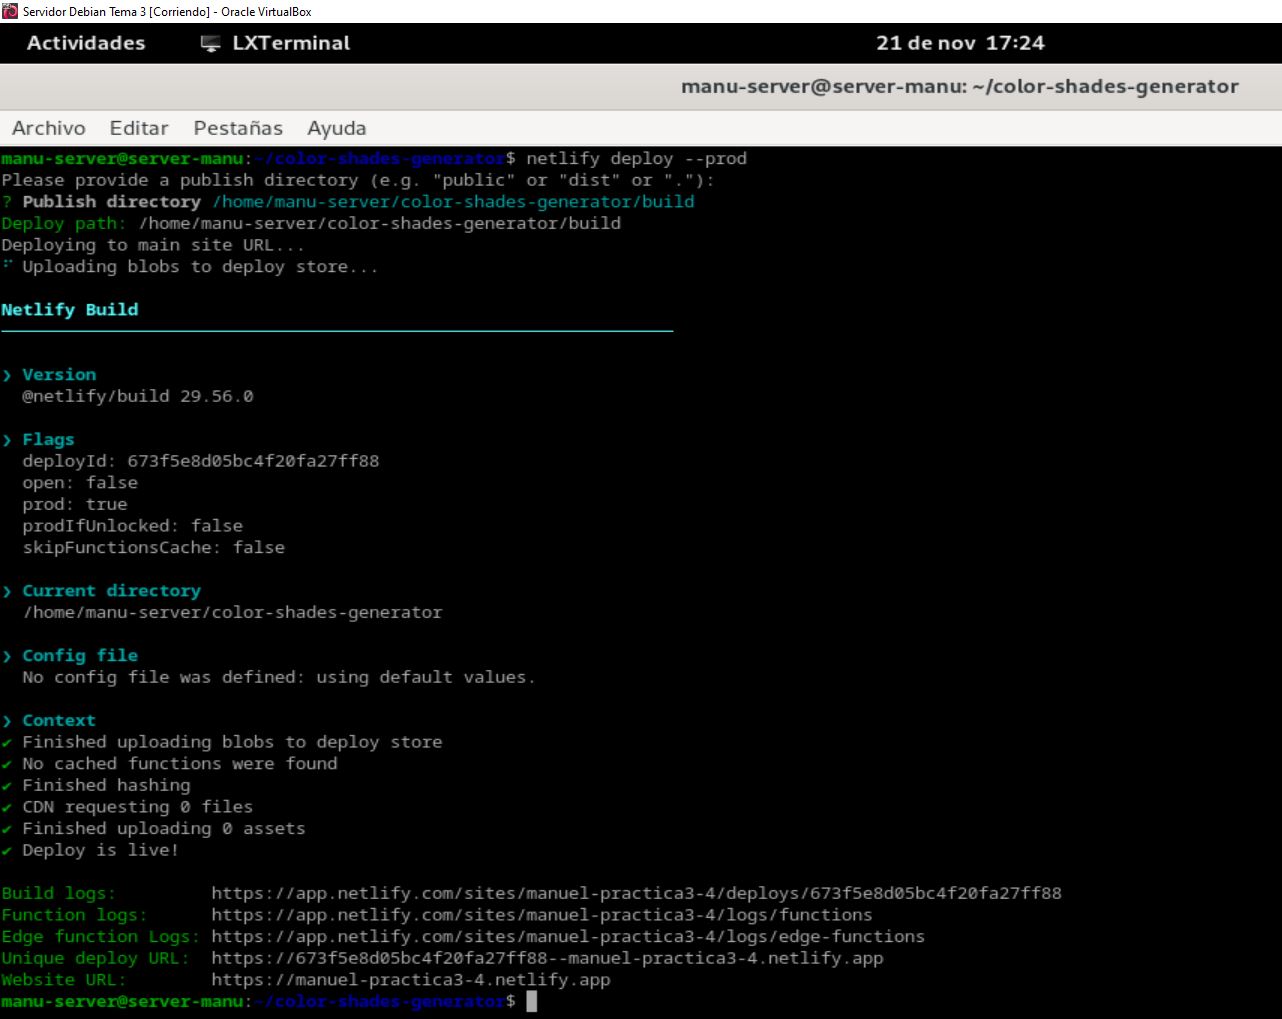 Servidor Debian Tema 3 [Corriendo] - Oracle VirtualBox
Actividades LXTerminal 21 de nov 17:24
manu-server@server-manu: ~/color-shades-generator
Archivo Editar Pestañas Ayuda
manu-server@server-manu:~/color-shades-generator$ netlify deploy --prod
Please provide a publish directory (e.g. "public" or "dist" or "."):
? Publish directory /home/manu-server/color-shades-generator/build
Deploy path: /home/manu-server/color-shades-generator/build
Deploying to main site URL...
⠋ Uploading blobs to deploy store...
Netlify Build
────────────────────────────────────────────────────────────────
❯ Version
@netlify/build 29.56.0
❯ Flags
deployId: 673f5e8d05bc4f20fa27ff88
open: false
prod: true
prodIfUnlocked: false
skipFunctionsCache: false
❯ Current directory
/home/manu-server/color-shades-generator
❯ Config file
No config file was defined: using default values.
❯ Context
✔ Finished uploading blobs to deploy store
✔ No cached functions were found
✔ Finished hashing
✔ CDN requesting 0 files
✔ Finished uploading 0 assets
✔ Deploy is live!
Build logs: https://app.netlify.com/sites/manuel-practica3-4/deploys/673f5e8d05bc4f20fa27ff88
Function logs: https://app.netlify.com/sites/manuel-practica3-4/logs/functions
Edge function Logs: https://app.netlify.com/sites/manuel-practica3-4/logs/edge-functions
Unique deploy URL: https://673f5e8d05bc4f20fa27ff88--manuel-practica3-4.netlify.app
Website URL: https://manuel-practica3-4.netlify.app
manu-server@server-manu:~/color-shades-generator$